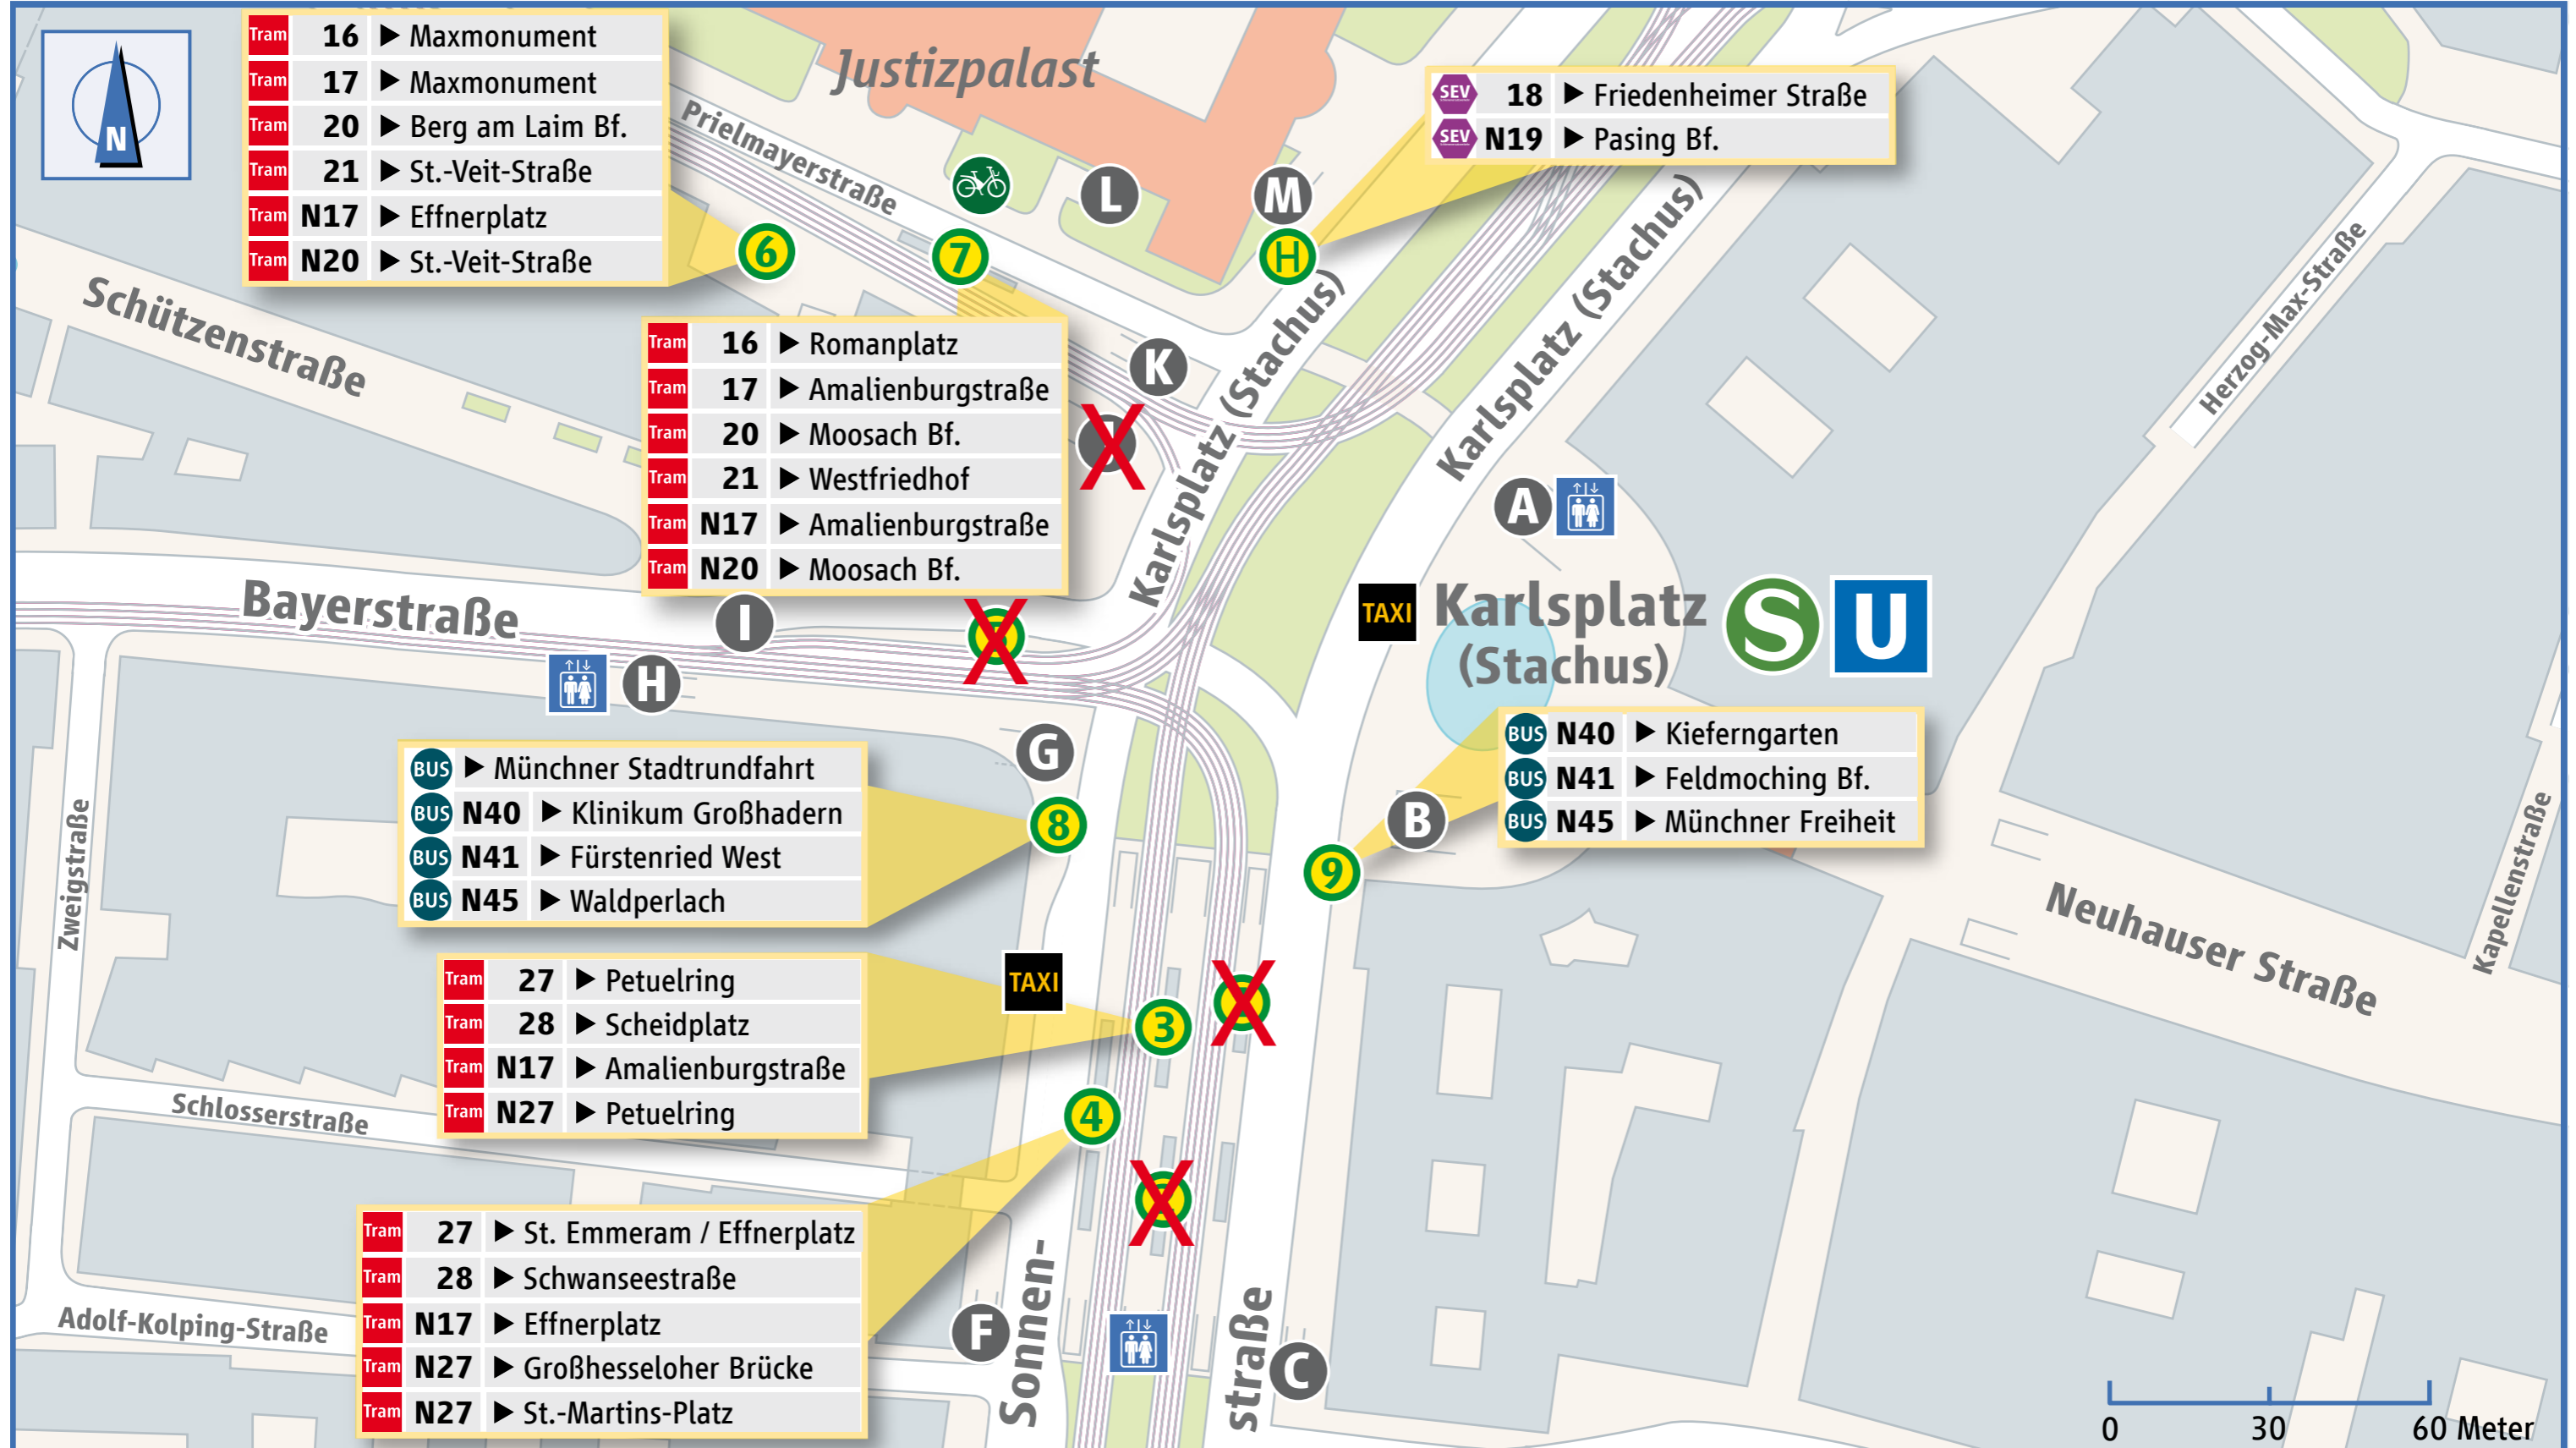 N
Tram 16 ▶ Maxmonument
Tram 17 ▶ Maxmonument
Tram 20 ▶ Berg am Laim Bf.
Tram 21 ▶ St.-Veit-Straße
Tram N17 ▶ Effnerplatz
Tram N20 ▶ St.-Veit-Straße
6
Justizpalast
Prielmayerstraße
7
L
M
H
SEV 18 ▶ Friedenheimer Straße
SEV N19 ▶ Pasing Bf.
Schützenstraße
Tram 16 ▶ Romanplatz
Tram 17 ▶ Amalienburgstraße
Tram 20 ▶ Moosach Bf.
Tram 21 ▶ Westfriedhof
Tram N17 ▶ Amalienburgstraße
Tram N20 ▶ Moosach Bf.
K
X
Karlsplatz (Stachus)
Karlsplatz (Stachus)
Herzog-Max-Straße
A
Bayerstraße
I
H
X
TAXI
Karlsplatz
(Stachus)
S
U
G
BUS ▶ Münchner Stadtrundfahrt
BUS N40 ▶ Klinikum Großhadern
BUS N41 ▶ Fürstenried West
BUS N45 ▶ Waldperlach
8
BUS N40 ▶ Kieferngarten
BUS N41 ▶ Feldmoching Bf.
BUS N45 ▶ Münchner Freiheit
B
9
Zweigstraße
Neuhauser Straße
Kapellenstraße
Tram 27 ▶ Petuelring
Tram 28 ▶ Scheidplatz
Tram N17 ▶ Amalienburgstraße
Tram N27 ▶ Petuelring
TAXI
3
X
4
X
Schlosserstraße
Adolf-Kolping-Straße
Tram 27 ▶ St. Emmeram / Effnerplatz
Tram 28 ▶ Schwanseestraße
Tram N17 ▶ Effnerplatz
Tram N27 ▶ Großhesseloher Brücke
Tram N27 ▶ St.-Martins-Platz
F
Sonnen-
straße
C
0 30 60 Meter